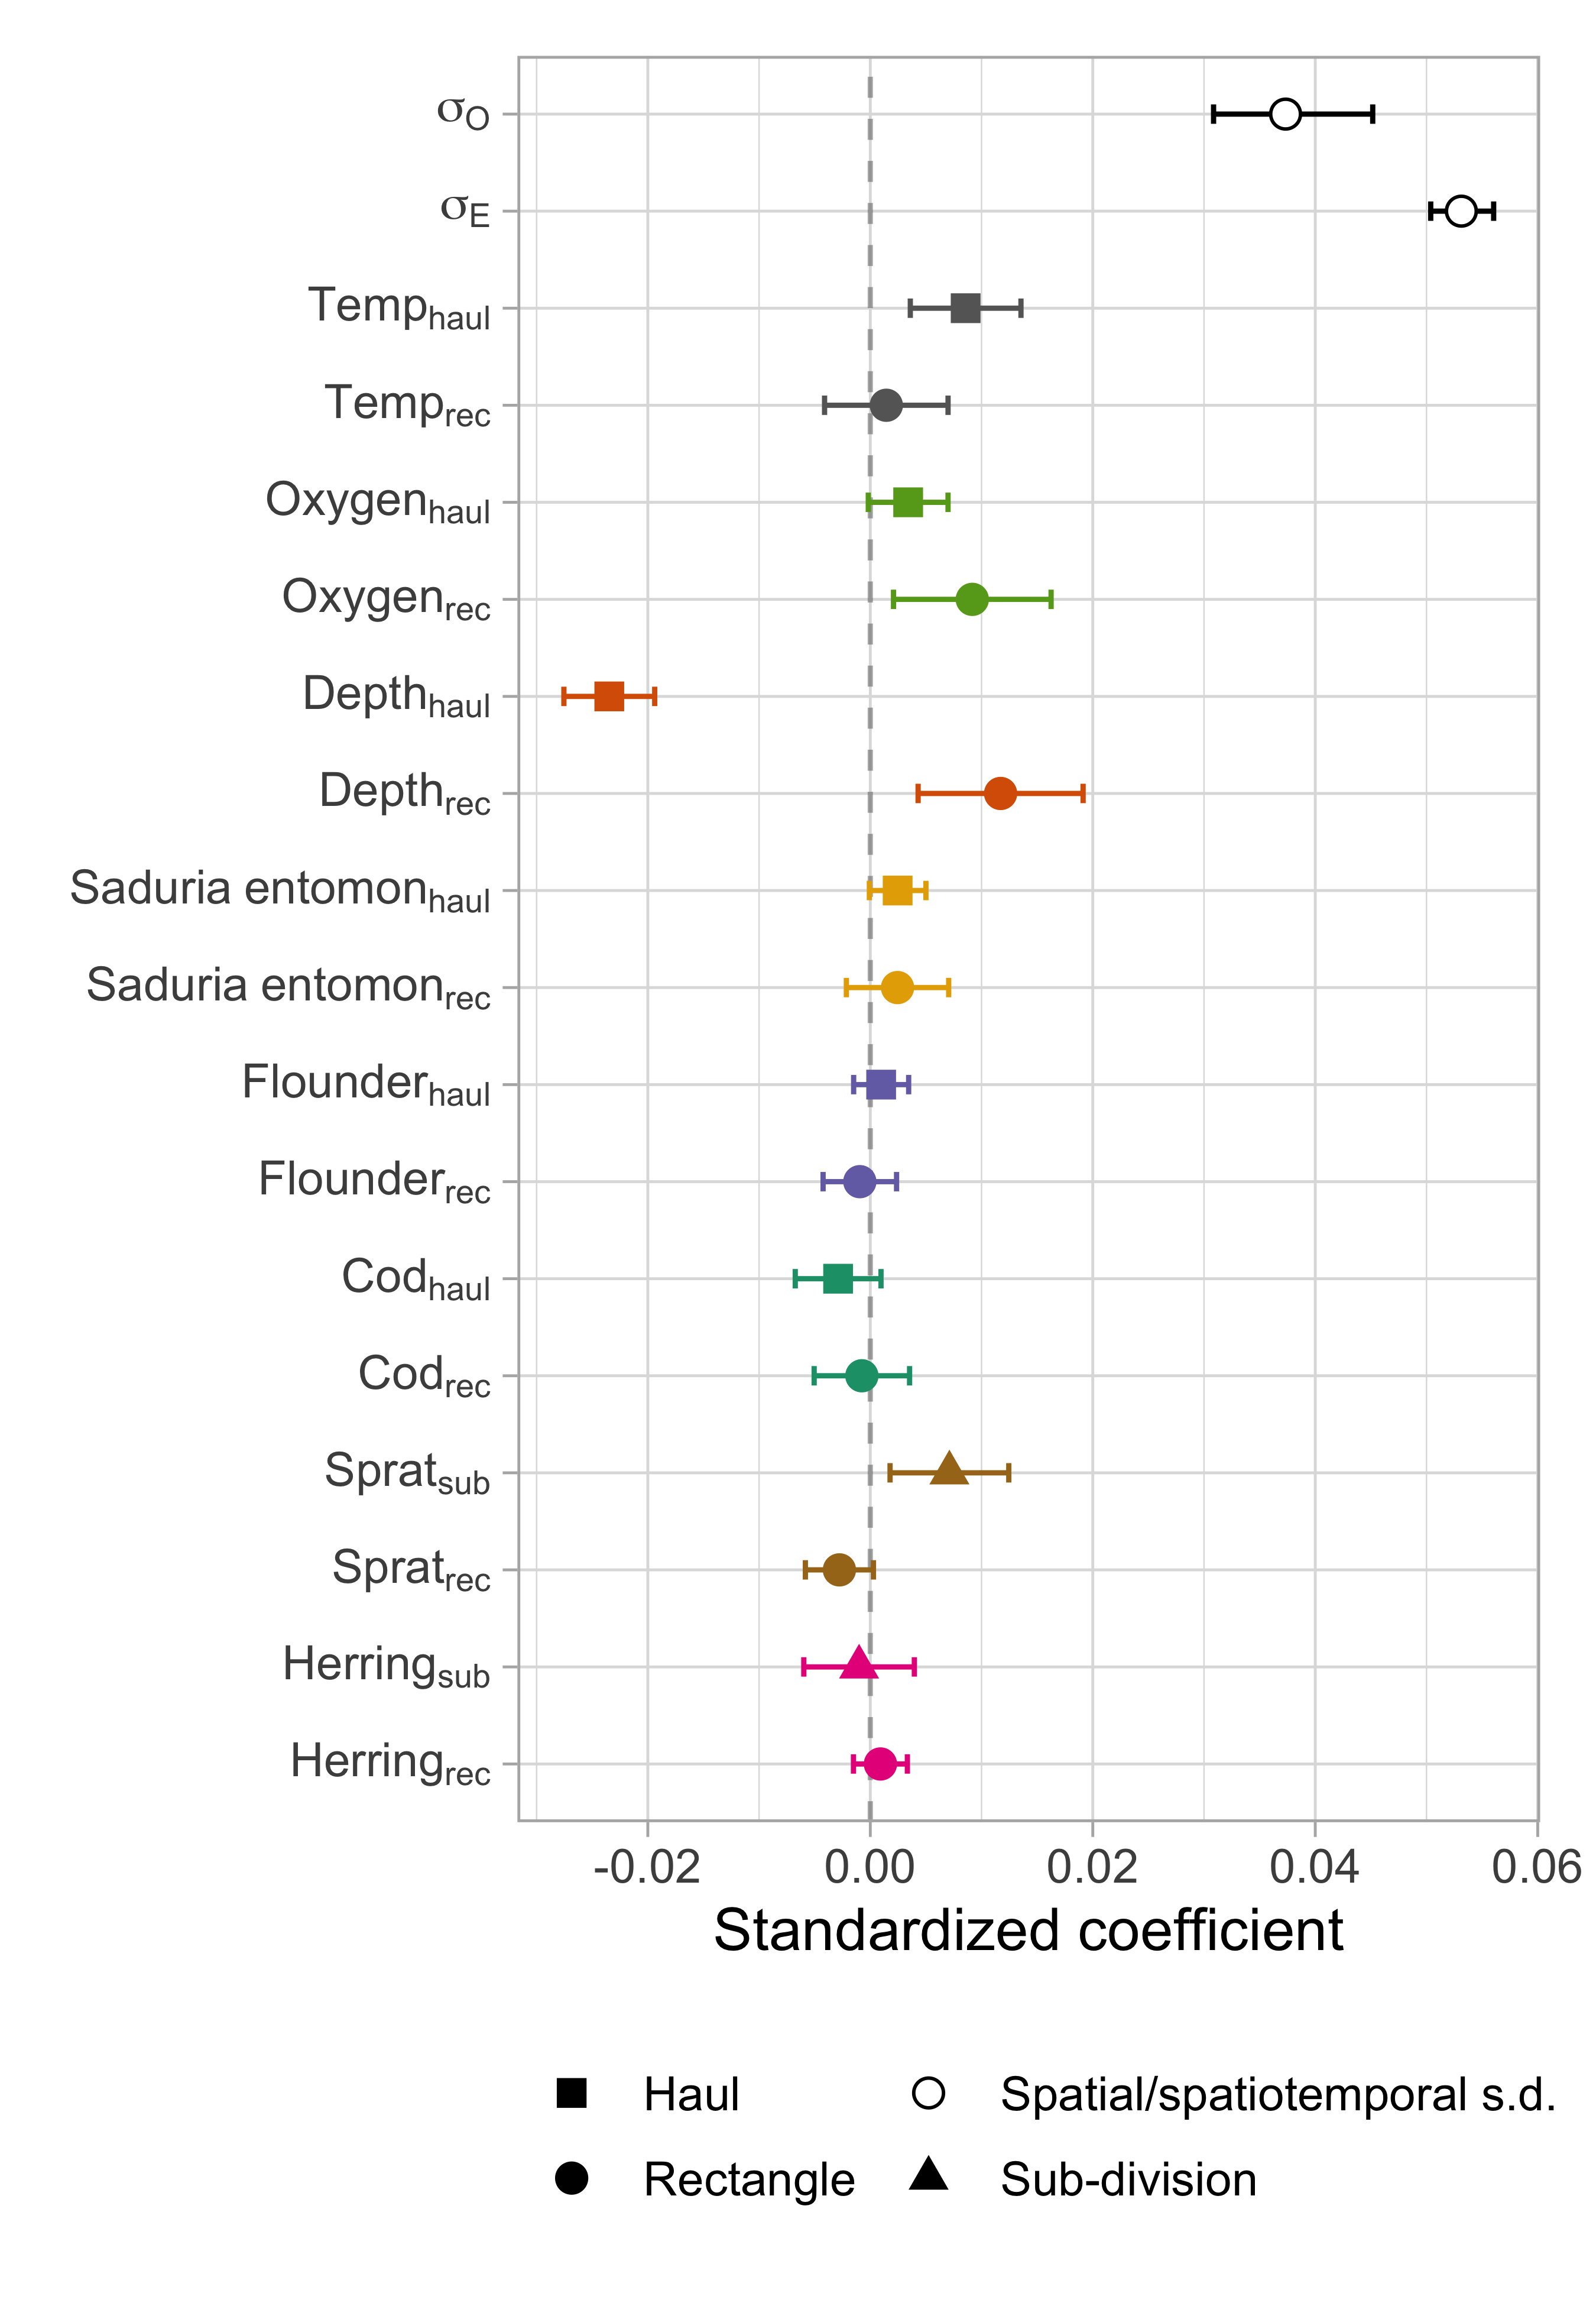 σO
σE
Temphaul
Temprec
Oxygenhaul
Oxygenrec
Depthhaul
Depthrec
Saduria entomonhaul
Saduria entomonrec
Flounderhaul
Flounderrec
Codhaul
Codrec
Spratsub
Spratrec
Herringsub
Herringrec
-0.02 0.00 0.02 0.04 0.06
Standardized coefficient
Haul Spatial/spatiotemporal s.d.
Rectangle Sub-division